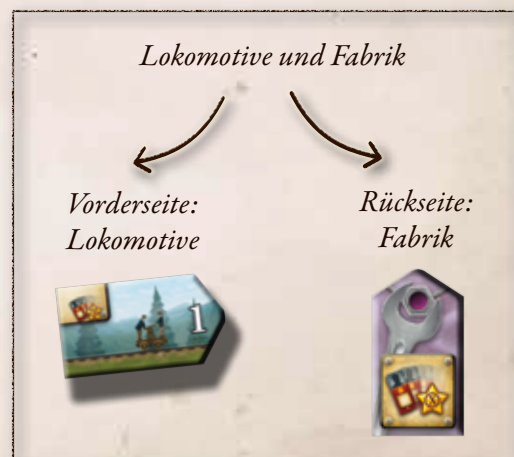 Lokomotive und Fabrik
Vorderseite:
Lokomotive
Rückseite:
Fabrik
1